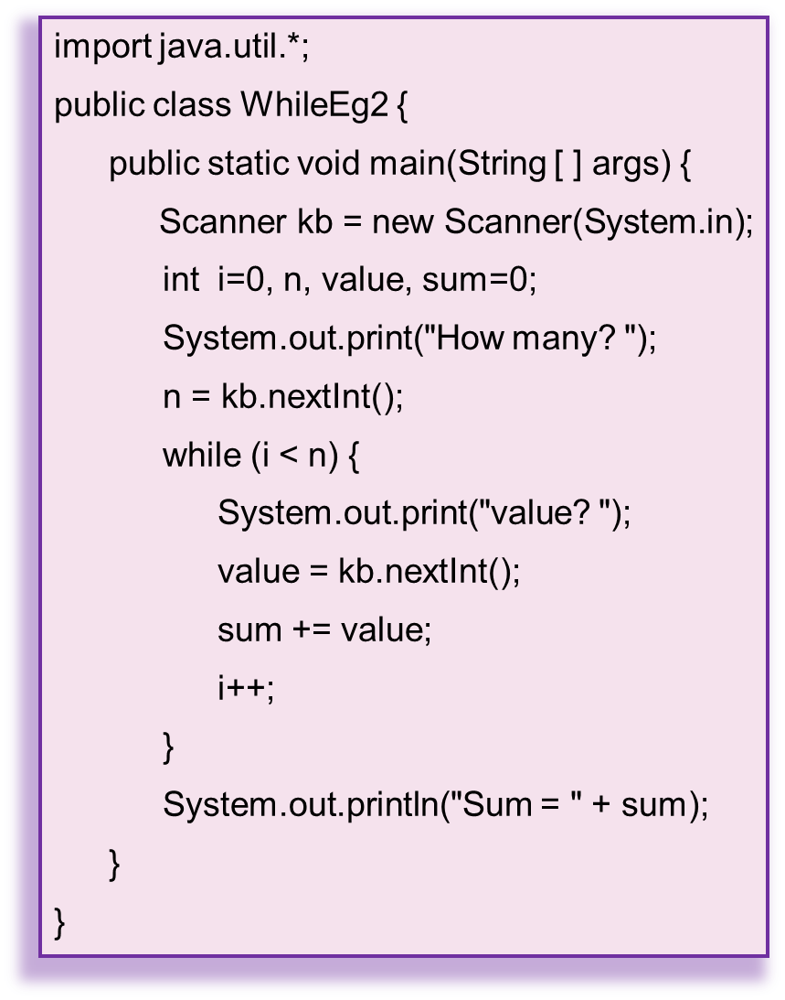 import java.util.*;
public class WhileEg2 {
public static void main(String [ ] args) {
Scanner kb = new Scanner(System.in);
int  i=0, n, value, sum=0;
System.out.print("How many? ");
n = kb.nextInt();
while (i < n) {
System.out.print("value? ");
value = kb.nextInt();
sum += value;
i++;
}
System.out.println("Sum = " + sum);
}
}